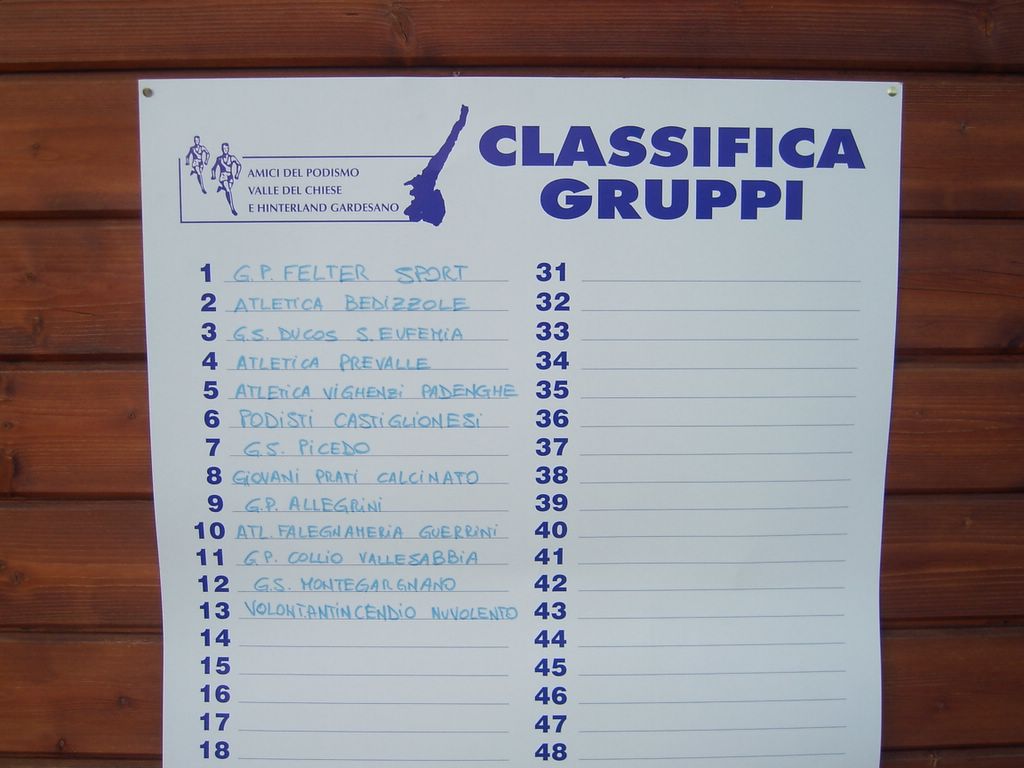 AMICI DEL PODISMO
VALLE DEL CHIESE
E HINTERLAND GARDESANO
CLASSIFICA
GRUPPI
1 G.P. FELTER SPORT
2 ATLETICA BEDIZZOLE
3 G.S. DUCOS S.EUFEMIA
4 ATLETICA PREVALLE
5 ATLETICA VIGHENZI PADENGHE
6 PODISTI CASTIGLIONESI
7 G.S. PICEDO
8 GIOVANI PRATI CALCINATO
9 G.P. ALLEGRINI
10 ATL. FALEGNAMERIA GUERRINI
11 G.P. COLLIO VALLESABBIA
12 G.S. MONTEGARGNANO
13 VOLONT.ANTINCENDIO NUVOLENTO
14
15
16
17
18
31
32
33
34
35
36
37
38
39
40
41
42
43
44
45
46
47
48